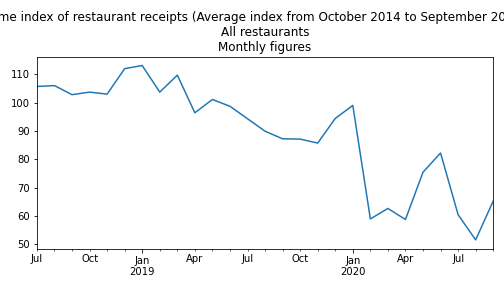 me index of restaurant receipts (Average index from October 2014 to September 20
All restaurants
Monthly figures
110
100
90
80
70
60
50
Jul Oct Jan Apr Jul Oct Jan Apr Jul
2019 2020